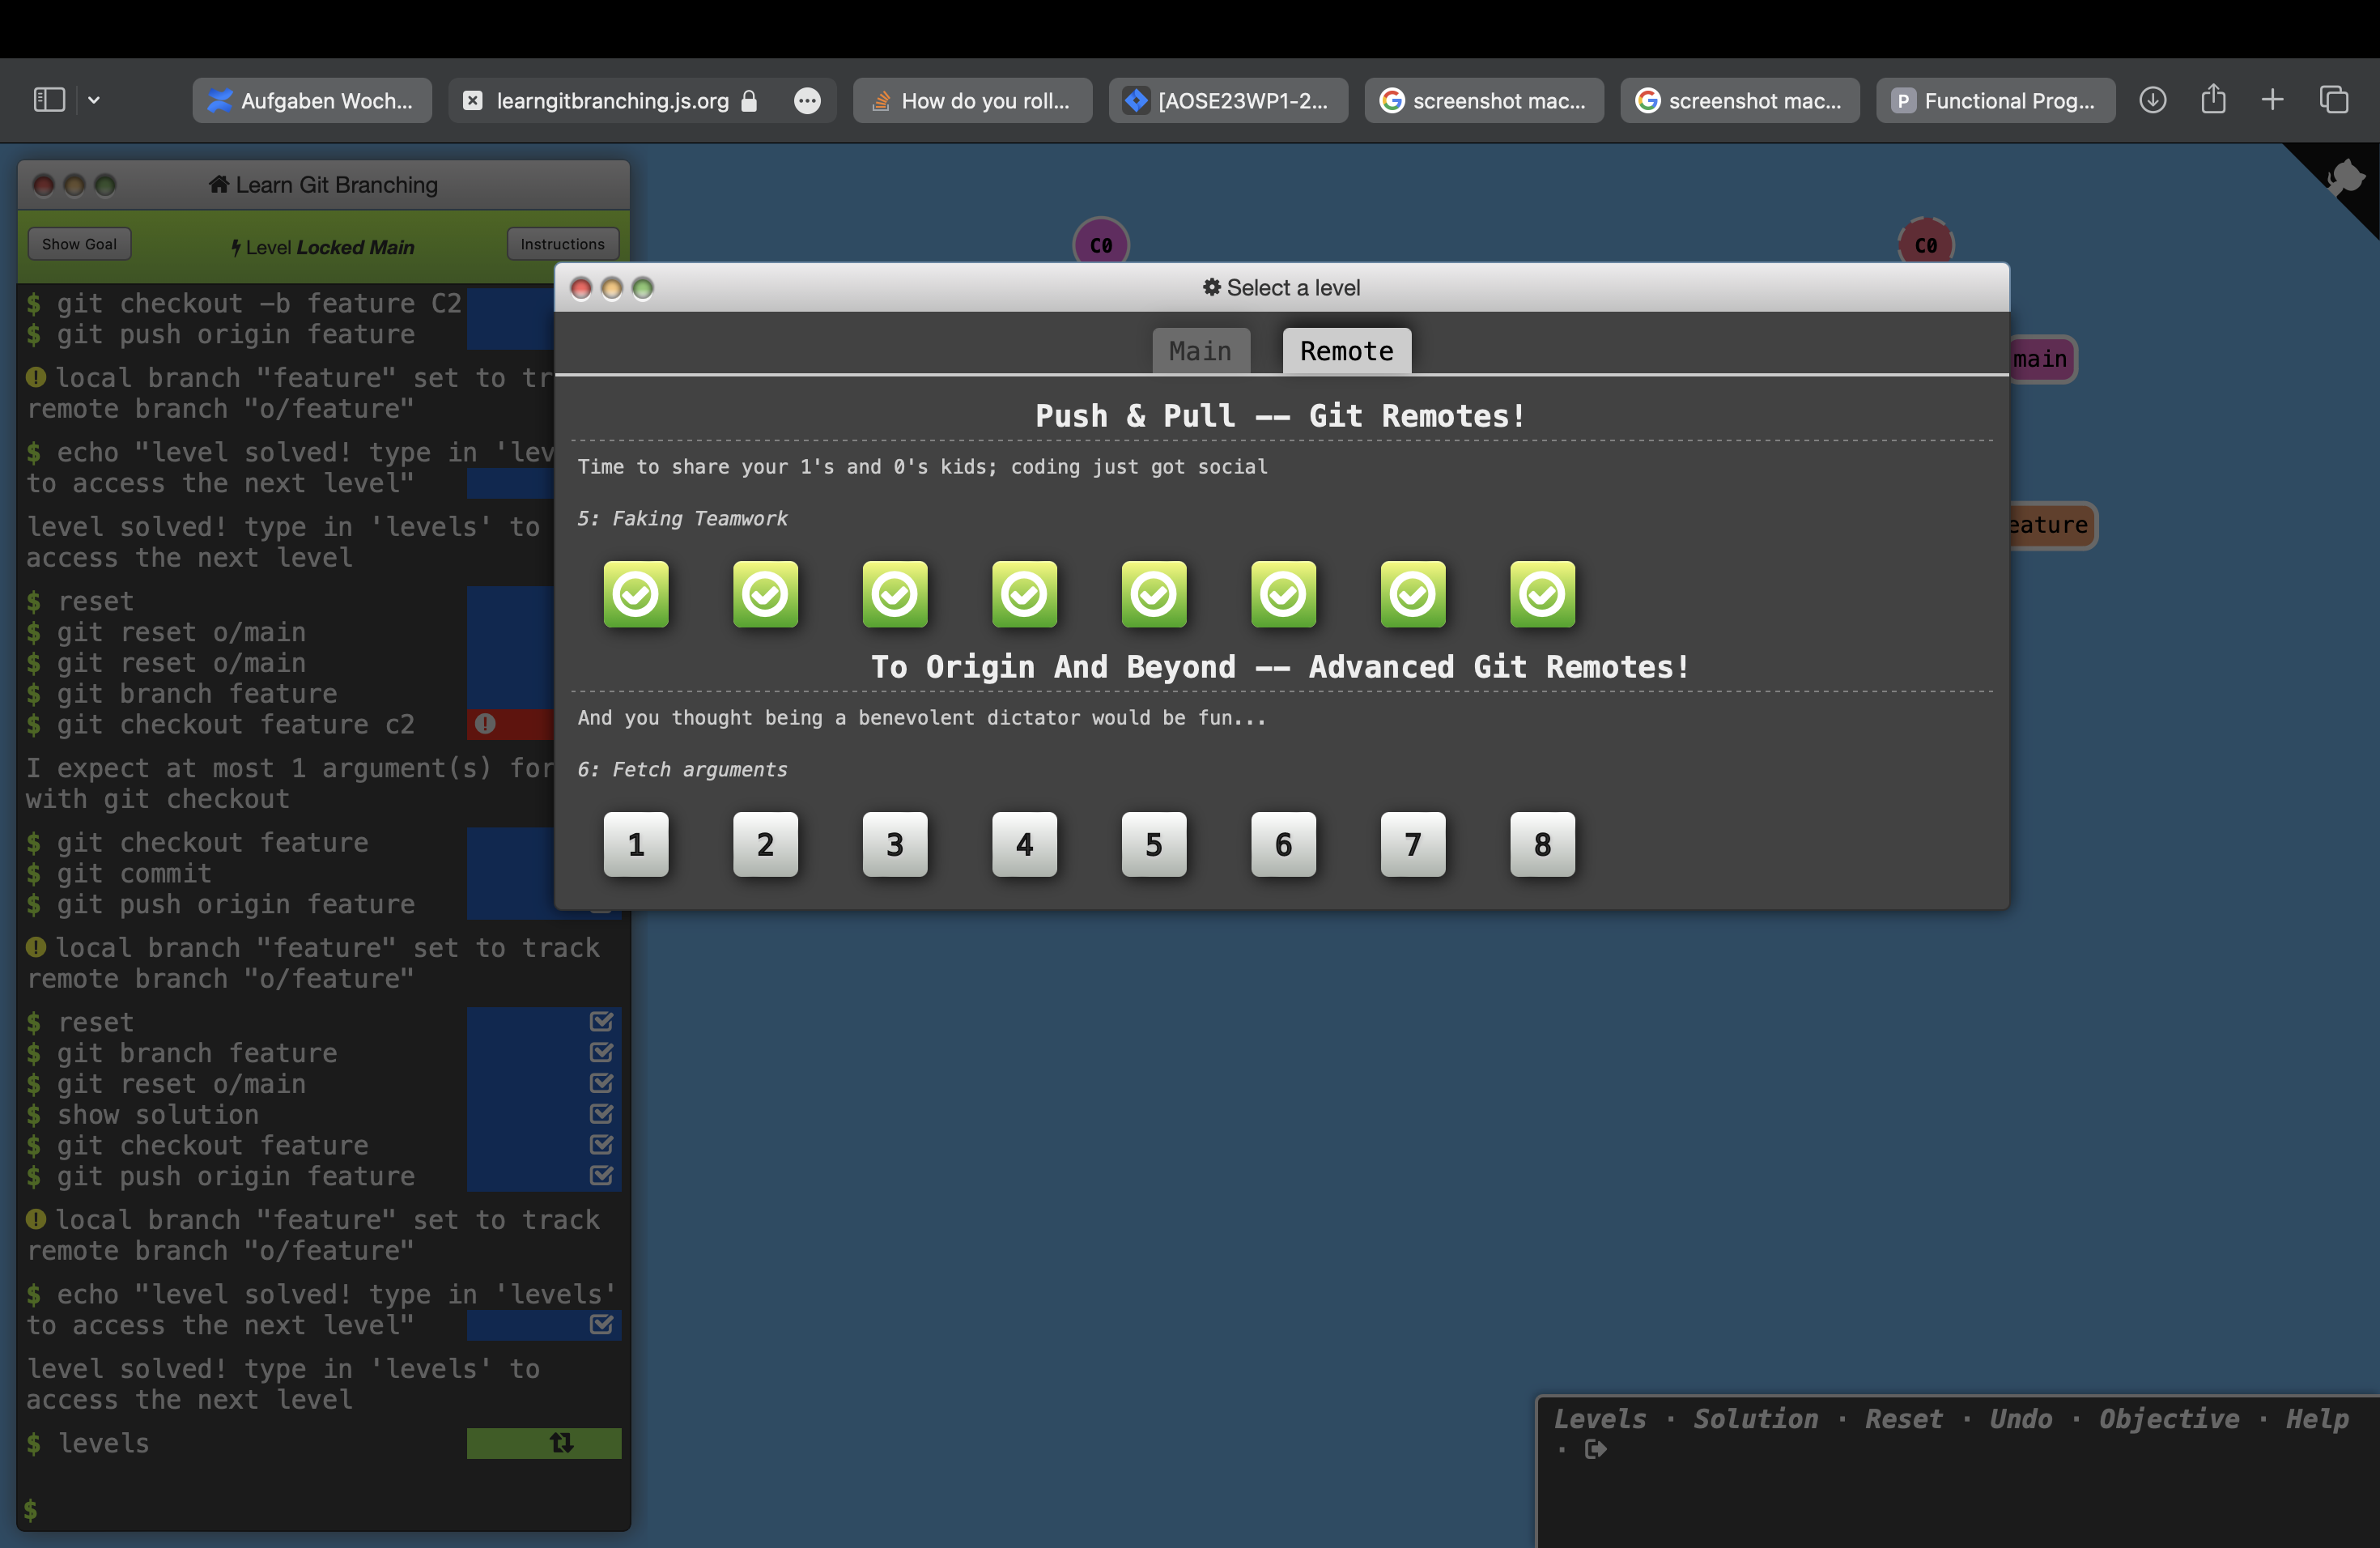 Aufgaben Woch...
learngitbranching.js.org
How do you roll...
[AOSE23WP1-2...
screenshot mac...
screenshot mac...
P Functional Prog...
Learn Git Branching
Show Goal
Level Locked Main
Instructions
$ git checkout -b feature C2
$ git push origin feature
local branch "feature" set to tr
remote branch "o/feature"
$ echo "level solved! type in 'lev
to access the next level"
level solved! type in 'levels' to
access the next level
$ reset
$ git reset o/main
$ git reset o/main
$ git branch feature
$ git checkout feature c2
I expect at most 1 argument(s) for
with git checkout
$ git checkout feature
$ git commit
$ git push origin feature
local branch "feature" set to track
remote branch "o/feature"
$ reset
$ git branch feature
$ git reset o/main
$ show solution
$ git checkout feature
$ git push origin feature
local branch "feature" set to track
remote branch "o/feature"
$ echo "level solved! type in 'levels'
to access the next level"
level solved! type in 'levels' to
access the next level
$ levels
$
C0
C0
Select a level
Main
Remote
Push & Pull -- Git Remotes!
Time to share your 1's and 0's kids; coding just got social
5: Faking Teamwork
To Origin And Beyond -- Advanced Git Remotes!
And you thought being a benevolent dictator would be fun...
6: Fetch arguments
1 2 3 4 5 6 7 8
main
eature
Levels · Solution · Reset · Undo · Objective · Help
·